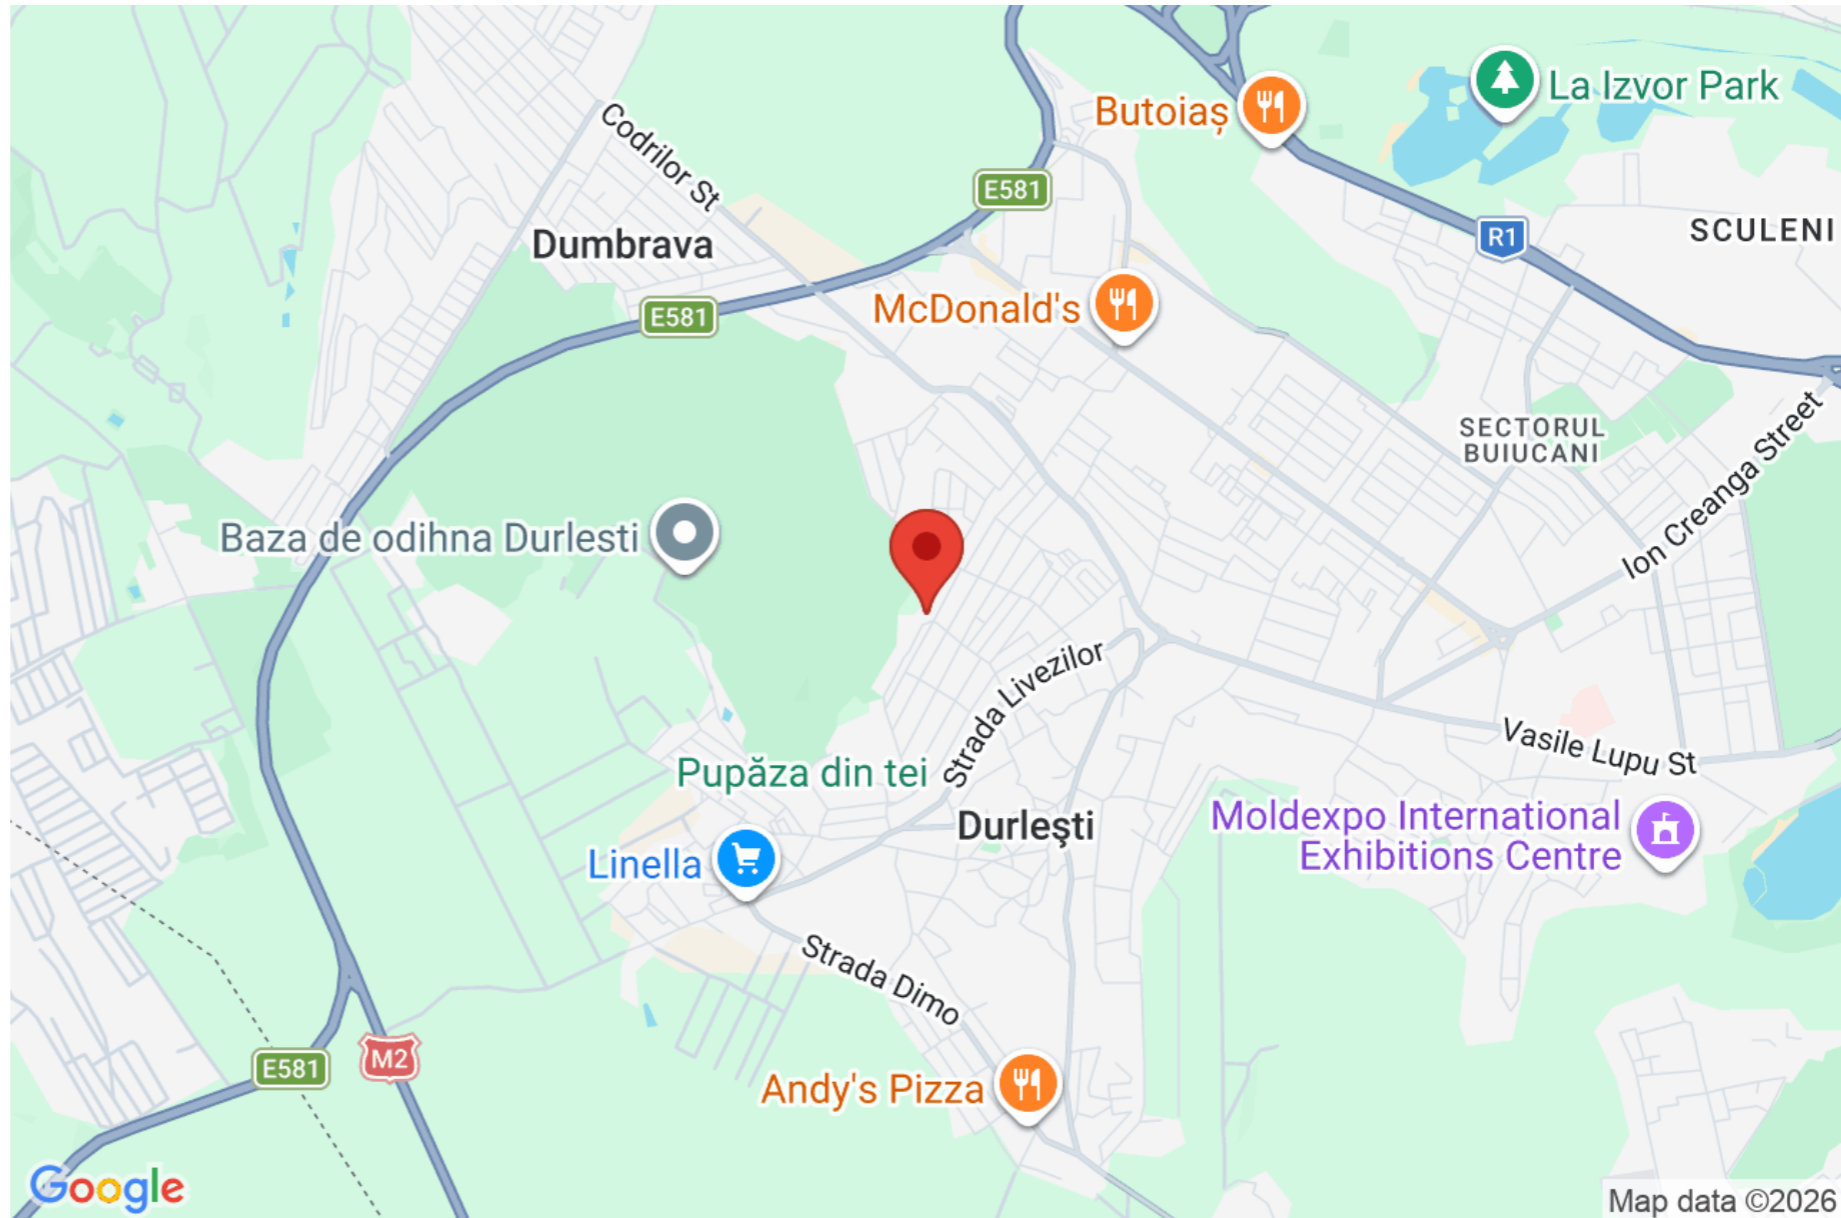 La Izvor Park
Butoiaș
Codrilor St
E581
SCULENI
R1
Dumbrava
McDonald's
E581
SECTORUL
BUIUCANI
Ion Creanga Street
Baza de odihna Durlesti
Strada Livezilor
Vasile Lupu St
Pupăza din tei
Moldexpo International
Exhibitions Centre
Durleşti
Linella
Strada Dimo
M2
E581
Andy's Pizza
Google
Map data ©2026